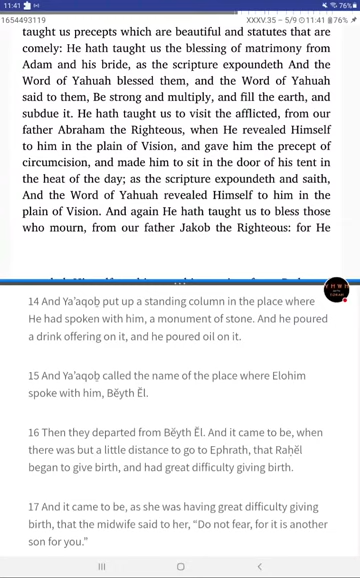 11:41
76%
1654493119
XXXV.35 – 5/9
11:41
76%
taught us precepts which are beautiful and statutes that are
comely: He hath taught us the blessing of matrimony from
Adam and his bride, as the scripture expoundeth And the
Word of Yahuah blessed them, and the Word of Yahuah
said to them, Be strong and multiply, and fill the earth, and
subdue it. He hath taught us to visit the afflicted, from our
father Abraham the Righteous, when He revealed Himself
to him in the plain of Vision, and gave him the precept of
circumcision, and made him to sit in the door of his tent in
the heat of the day; as the scripture expoundeth and saith,
And the Word of Yahuah revealed Himself to him in the
plain of Vision. And again He hath taught us to bless those
who mourn, from our father Jakob the Righteous: for He
14 And Ya‛aqoḇ put up a standing column in the place where
He had spoken with him, a monument of stone. And he poured
a drink offering on it, and he poured oil on it.
15 And Ya‛aqoḇ called the name of the place where Elohim
spoke with him, Bĕyth Ēl.
16 Then they departed from Bĕyth Ēl. And it came to be, when
there was but a little distance to go to Ephrath, that Raḥĕl
began to give birth, and had great difficulty giving birth.
17 And it came to be, as she was having great difficulty giving
birth, that the midwife said to her, “Do not fear, for it is another
son for you.”